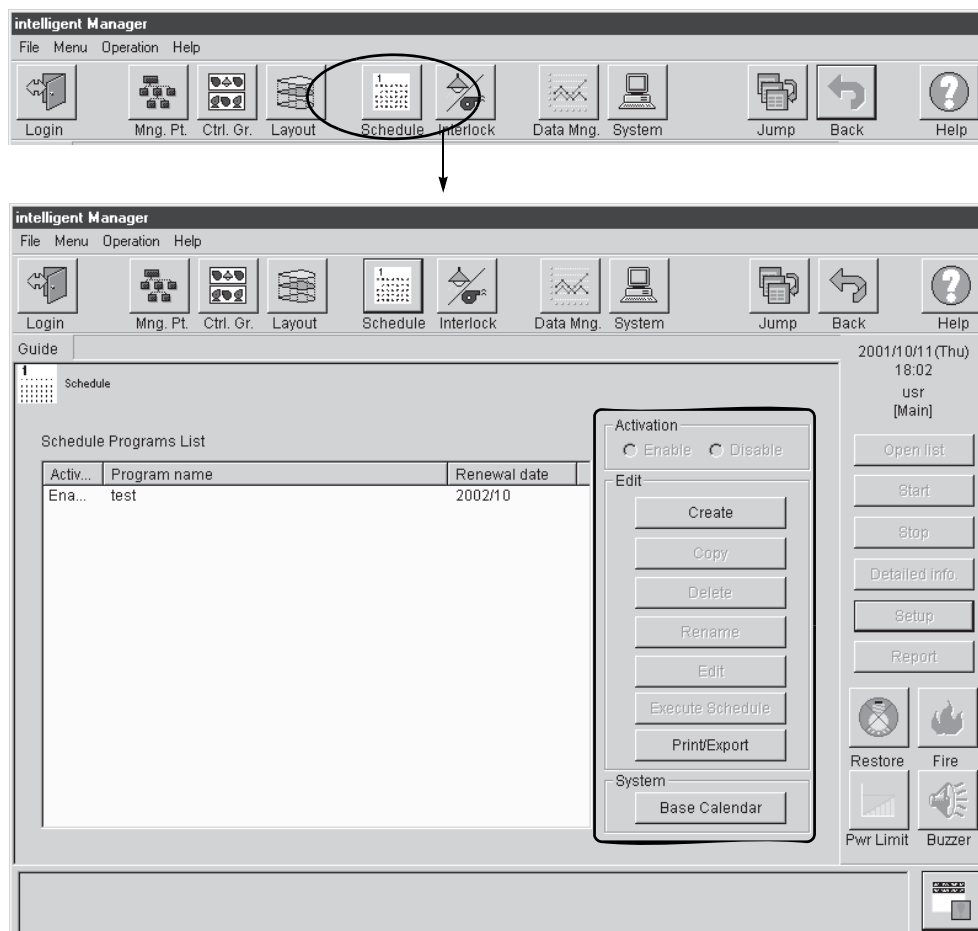 intelligent Manager
File Menu Operation Help
1
Login Mng. Pt. Ctrl. Gr. Layout Schedule Interlock Data Mng. System Jump Back Help
intelligent Manager
File Menu Operation Help
1
Login Mng. Pt. Ctrl. Gr. Layout Schedule Interlock Data Mng. System Jump Back Help
Guide
2001/10/11(Thu)
18:02
usr
[Main]
1
Schedule
Schedule Programs List
Activ... Program name Renewal date
Ena... test 2002/10
Activation
Enable Disable
Edit
Create
Copy
Delete
Rename
Edit
Execute Schedule
Print/Export
System
Base Calendar
Open list
Start
Stop
Detailed info.
Setup
Report
Restore Fire
Pwr Limit Buzzer